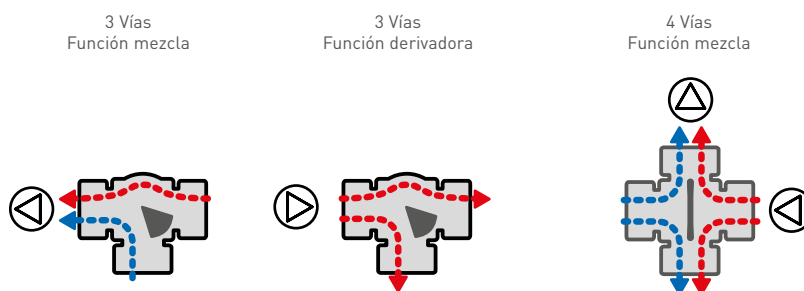 3 Vías
Función mezcla
3 Vías
Función derivadora
4 Vías
Función mezcla